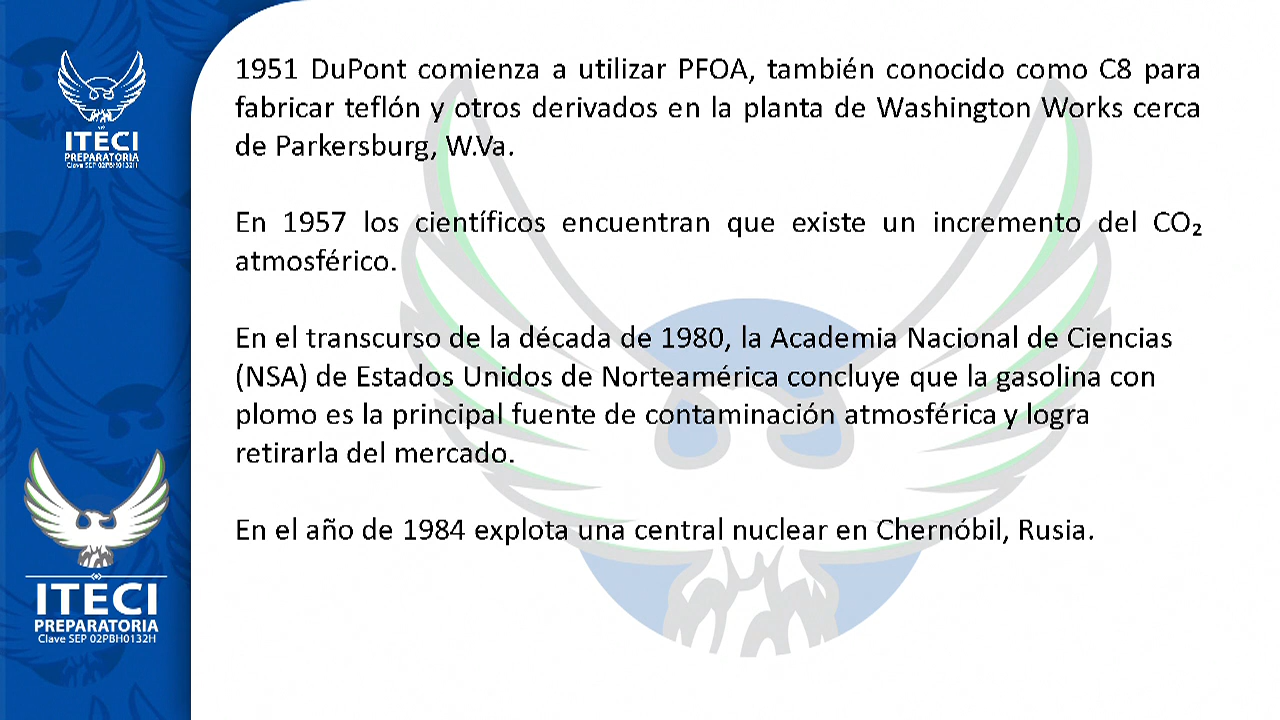 ITECI
PREPARATORIA
Clave SEP 02PBH0132H
1951 DuPont comienza a utilizar PFOA, también conocido como C8 para
fabricar teflón y otros derivados en la planta de Washington Works cerca
de Parkersburg, W.Va.
En 1957 los científicos encuentran que existe un incremento del CO₂
atmosférico.
En el transcurso de la década de 1980, la Academia Nacional de Ciencias
(NSA) de Estados Unidos de Norteamérica concluye que la gasolina con
plomo es la principal fuente de contaminación atmosférica y logra
retirarla del mercado.
En el año de 1984 explota una central nuclear en Chernóbil, Rusia.
ITECI
PREPARATORIA
Clave SEP 02PBH0132H